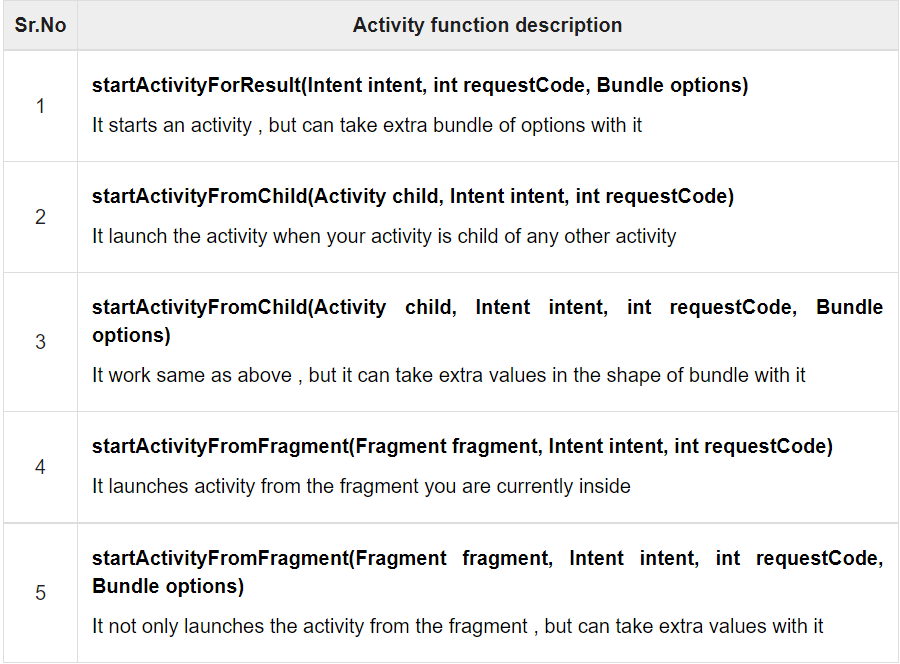 Sr.No Activity function description
1
startActivityForResult(Intent intent, int requestCode, Bundle options)
It starts an activity , but can take extra bundle of options with it
2
startActivityFromChild(Activity child, Intent intent, int requestCode)
It launch the activity when your activity is child of any other activity
3
startActivityFromChild(Activity child, Intent intent, int requestCode, Bundle
options)
It work same as above , but it can take extra values in the shape of bundle with it
4
startActivityFromFragment(Fragment fragment, Intent intent, int requestCode)
It launches activity from the fragment you are currently inside
5
startActivityFromFragment(Fragment fragment, Intent intent, int requestCode,
Bundle options)
It not only launches the activity from the fragment , but can take extra values with it